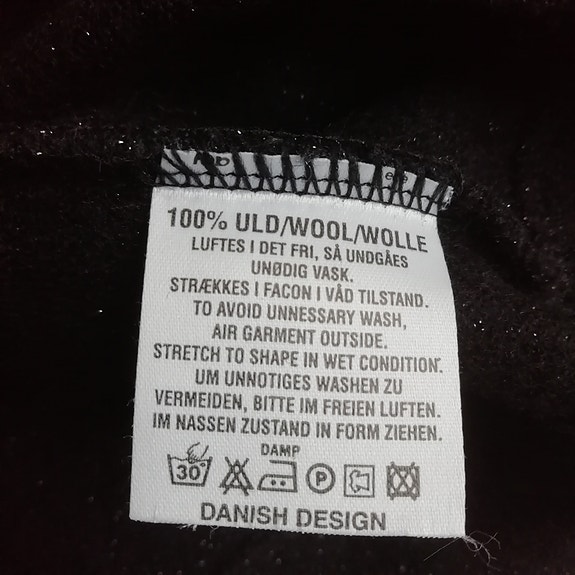 100% ULD/WOOL/WOLLE
LUFTES I DET FRI, SÅ UNDGÅES
UNØDIG VASK.
STRÆKKES I FACON I VÅD TILSTAND.
TO AVOID UNNESSARY WASH,
AIR GARMENT OUTSIDE.
STRETCH TO SHAPE IN WET CONDITION.
UM UNNOTIGES WASHEN ZU
VERMEIDEN, BITTE IM FREIEN LUFTEN.
IM NASSEN ZUSTAND IN FORM ZIEHEN.
DAMP
30° P
DANISH DESIGN